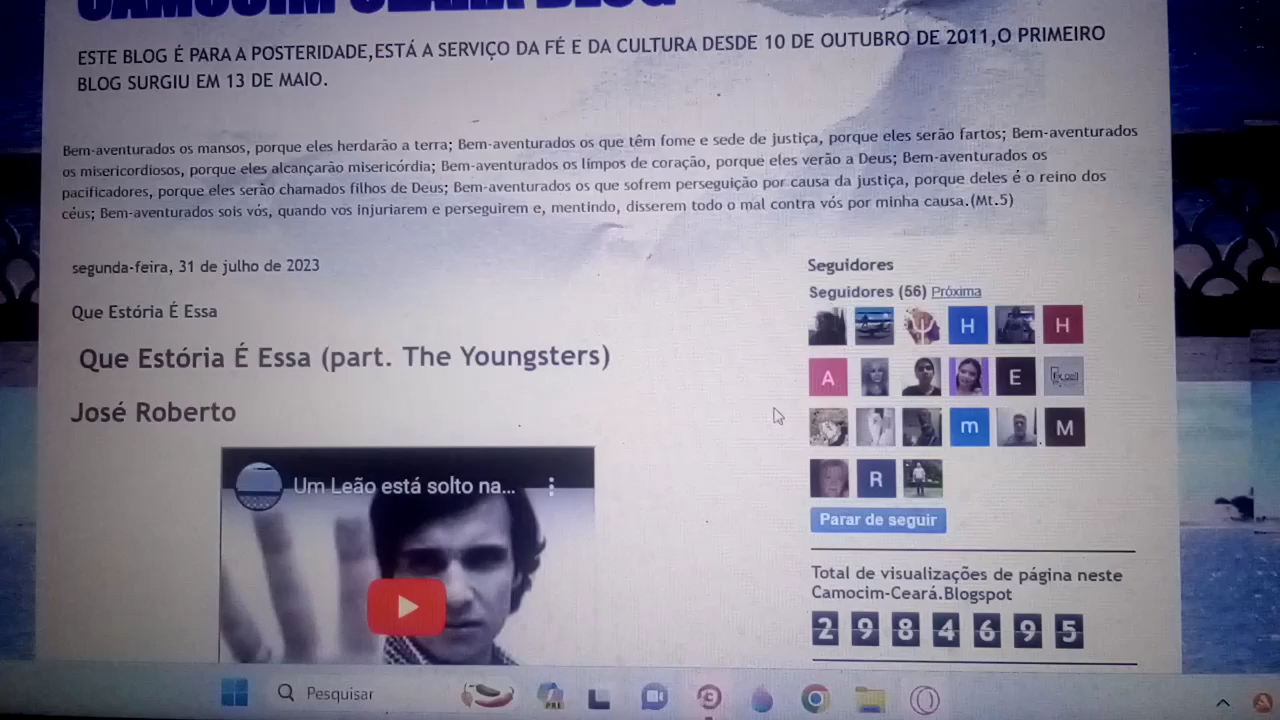 CAMOCIM CEARÁ BLOG
ESTE BLOG É PARA A POSTERIDADE,ESTÁ A SERVIÇO DA FÉ E DA CULTURA DESDE 10 DE OUTUBRO DE 2011,O PRIMEIRO
BLOG SURGIU EM 13 DE MAIO.
Bem-aventurados os mansos, porque eles herdarão a terra; Bem-aventurados os que têm fome e sede de justiça, porque eles serão fartos; Bem-aventurados
os misericordiosos, porque eles alcançarão misericórdia; Bem-aventurados os límpos de coração, porque eles verão a Deus; Bem-aventurados os
pacificadores, porque eles serão chamados filhos de Deus; Bem-aventurados os que sofrem perseguição por causa da justiça, porque deles é o reino dos
céus; Bem-aventurados sois vós, quando vos injuriarem e perseguirem e, mentindo, disserem todo o mal contra vós por minha causa.(Mt.5)
segunda-feira, 31 de julho de 2023
Que Estória É Essa
Que Estória É Essa (part. The Youngsters)
José Roberto
Um Leão está solto na...
Seguidores
Seguidores (56) Próxima
H H
A E
m M
R
Parar de seguir
Total de visualizações de página neste
Camocim-Ceará.Blogspot
2984695
Pesquisar
PRE